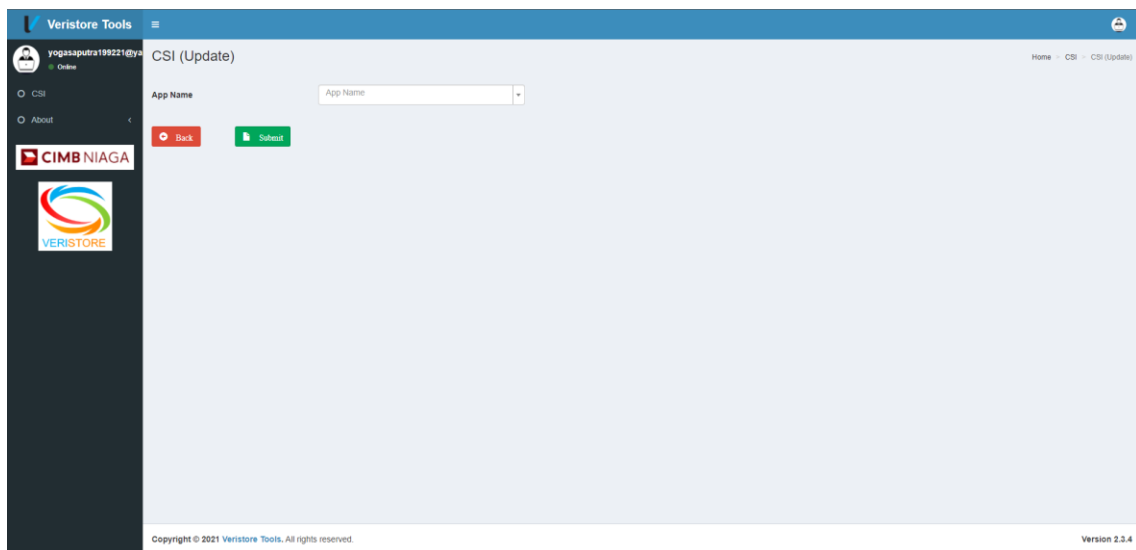 Veristore Tools
yogasaputra199221@ya
Online
CSI (Update)
Home > CSI > CSI (Update)
CSI
About
App Name
App Name
Back
Submit
CIMB NIAGA
VERISTORE
Copyright © 2021 Veristore Tools. All rights reserved.
Version 2.3.4